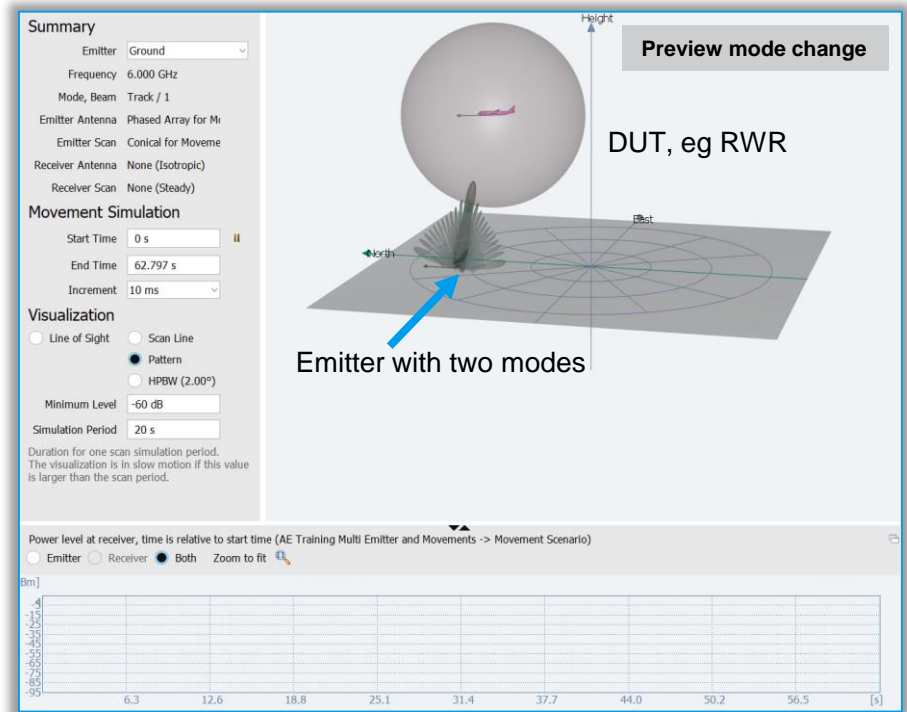 Summary
Emitter Ground
Frequency 6.000 GHz
Mode, Beam Track / 1
Emitter Antenna Phased Array for Mo
Emitter Scan Conical for Moveme
Receiver Antenna None (Isotropic)
Receiver Scan None (Steady)
Movement Simulation
Start Time 0 s
End Time 62.797 s
Increment 10 ms
Visualization
Line of Sight Scan Line
Pattern
HPBW (2.00°)
Minimum Level -60 dB
Simulation Period 20 s
Duration for one scan simulation period.
The visualization is in slow motion if this value
is larger than the scan period.
Height
Preview mode change
DUT, eg RWR
East
North
Emitter with two modes
Power level at receiver, time is relative to start time (AE Training Multi Emitter and Movements -> Movement Scenario)
Emitter Receiver Both Zoom to fit
Bm]
-15
-25
-35
-45
-55
-65
-75
-85
-95
6.3 12.6 18.8 25.1 31.4 37.7 44.0 50.2 56.5 [s]